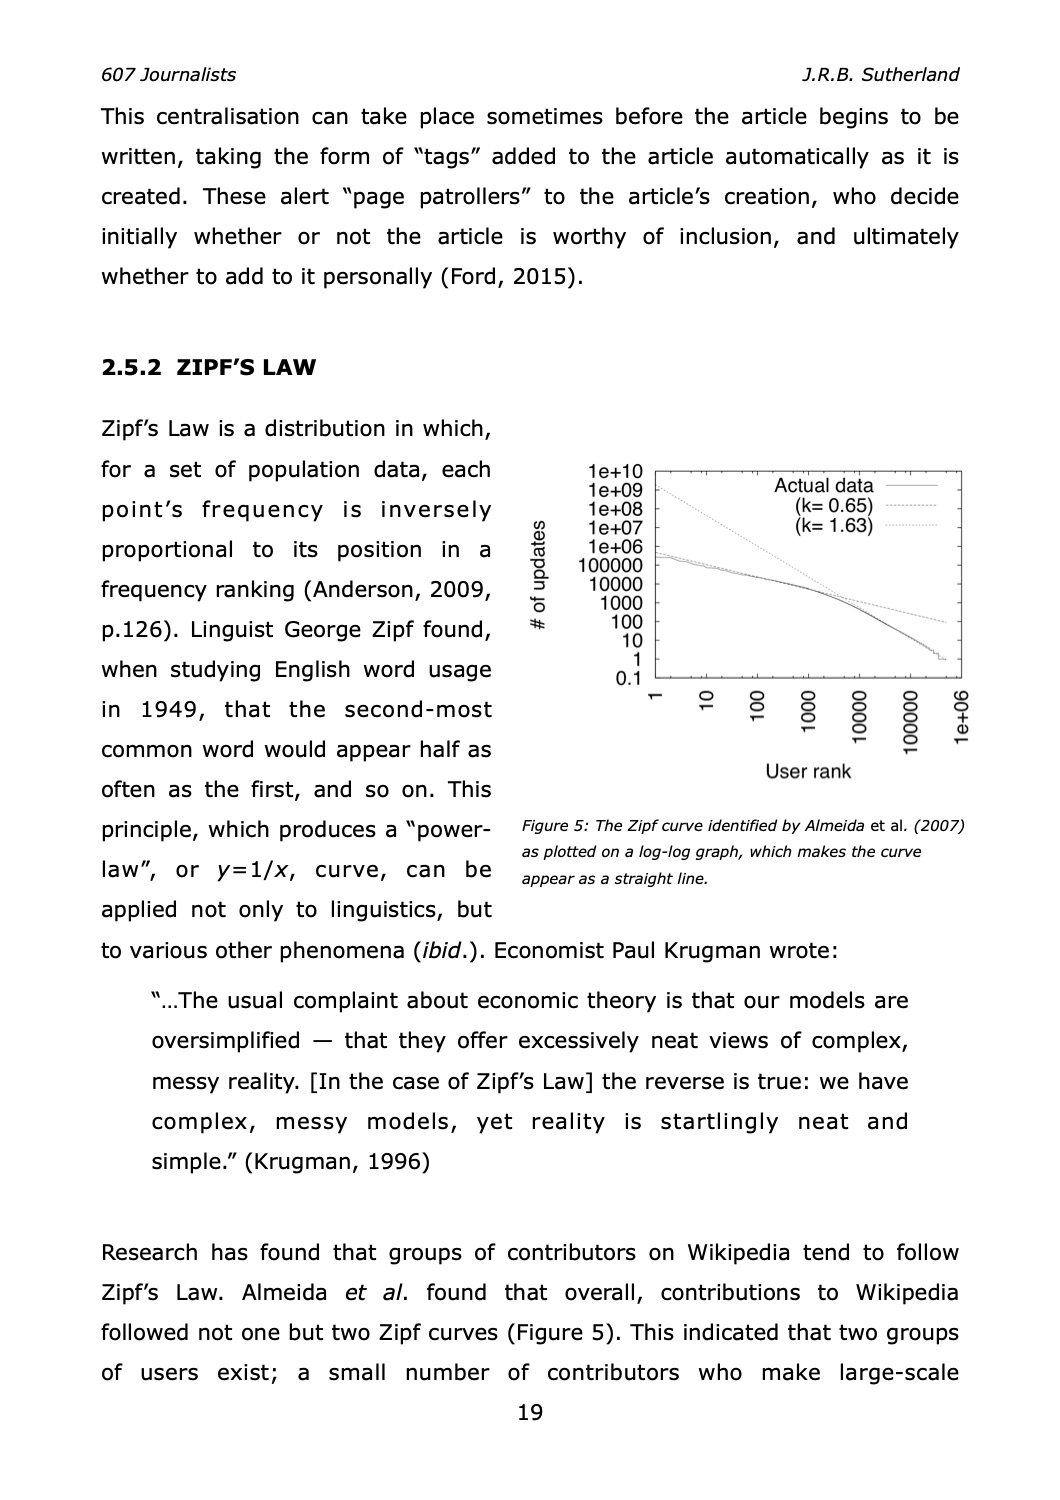 607 Journalists
J.R.B. Sutherland
This centralisation can take place sometimes before the article begins to be
written, taking the form of “tags” added to the article automatically as it is
created. These alert “page patrollers” to the article’s creation, who decide
initially whether or not the article is worthy of inclusion, and ultimately
whether to add to it personally (Ford, 2015).
2.5.2 ZIPF’S LAW
Zipf’s Law is a distribution in which,
for a set of population data, each
point’s frequency is inversely
proportional to its position in a
frequency ranking (Anderson, 2009,
p.126). Linguist George Zipf found,
when studying English word usage
in 1949, that the second-most
common word would appear half as
often as the first, and so on. This
principle, which produces a “power-
law”, or y=1/x, curve, can be
applied not only to linguistics, but
to various other phenomena (ibid.). Economist Paul Krugman wrote:
# of updates
1e+10
1e+09
1e+08
1e+07
1e+06
100000
10000
1000
100
10
1
0.1
Actual data
(k= 0.65)
(k= 1.63)
1
10
100
1000
10000
100000
1e+06
User rank
Figure 5: The Zipf curve identified by Almeida et al. (2007)
as plotted on a log-log graph, which makes the curve
appear as a straight line.
“…The usual complaint about economic theory is that our models are
oversimplified — that they offer excessively neat views of complex,
messy reality. [In the case of Zipf’s Law] the reverse is true: we have
complex, messy models, yet reality is startlingly neat and
simple.” (Krugman, 1996)
Research has found that groups of contributors on Wikipedia tend to follow
Zipf’s Law. Almeida et al. found that overall, contributions to Wikipedia
followed not one but two Zipf curves (Figure 5). This indicated that two groups
of users exist; a small number of contributors who make large-scale
19